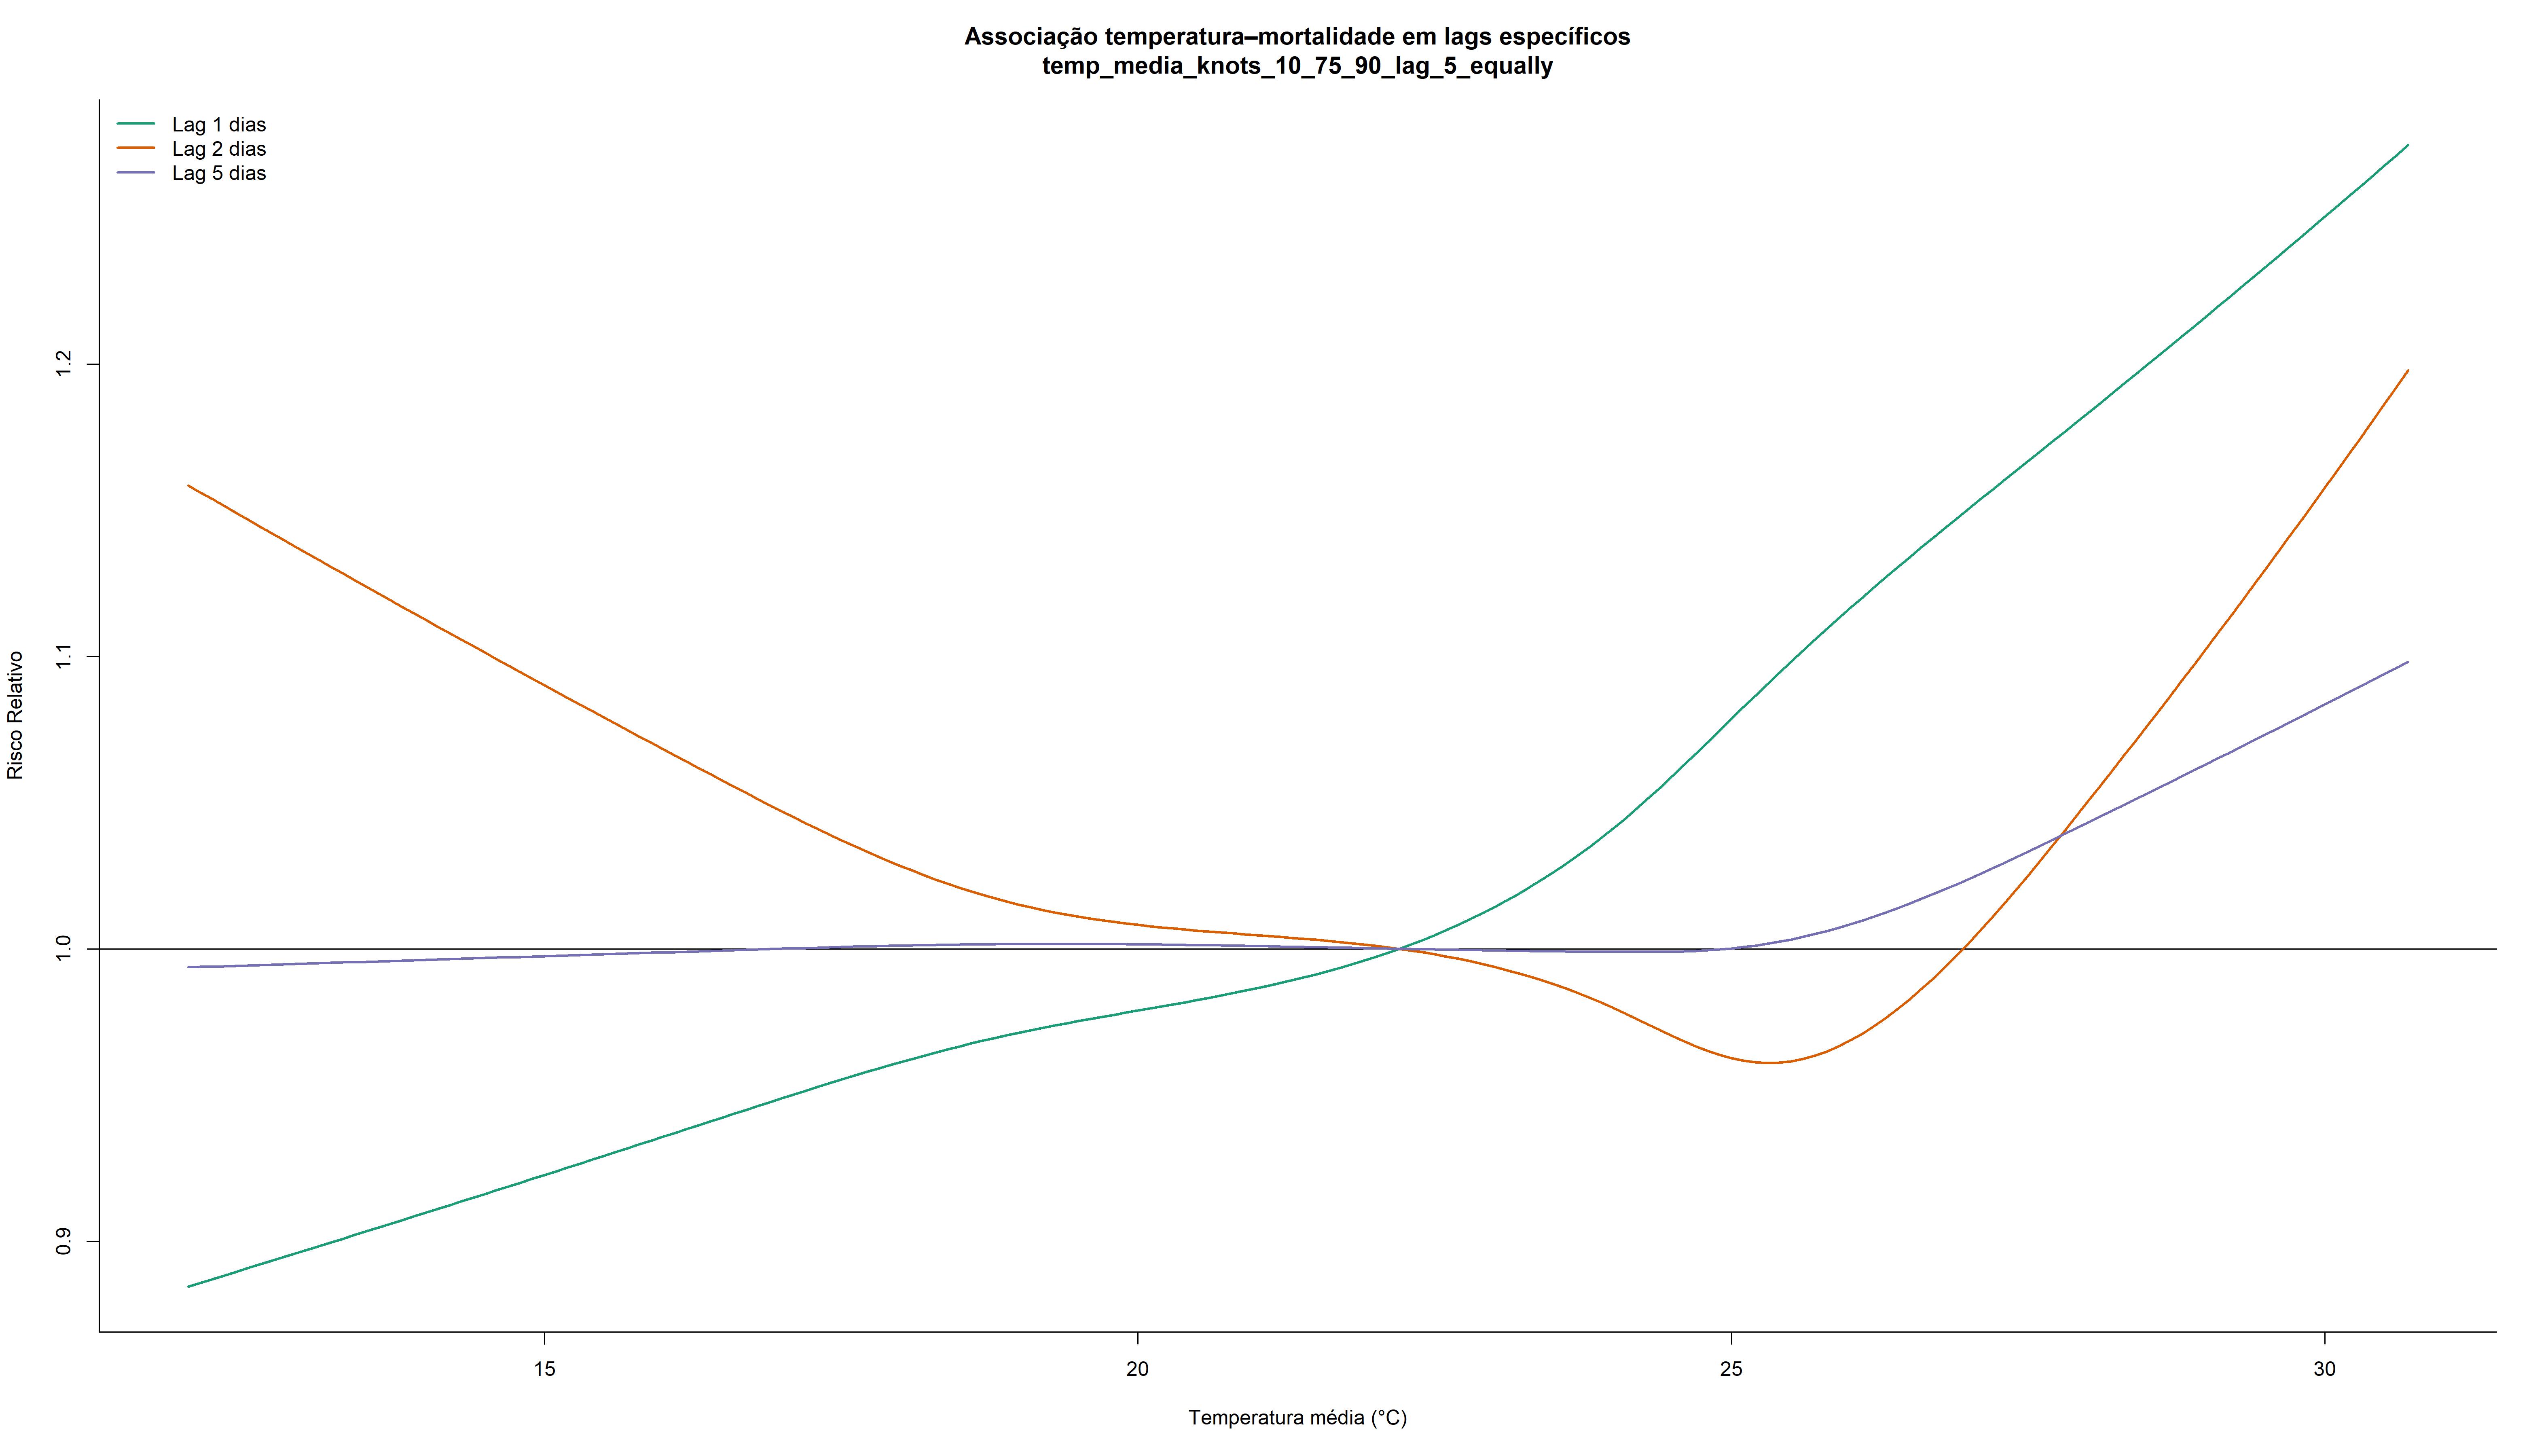 Associação temperatura–mortalidade em lags específicos
temp_media_knots_10_75_90_lag_5_equally
Lag 1 dias
Lag 2 dias
Lag 5 dias
Risco Relativo
1.2
1.1
1.0
0.9
15
20
25
30
Temperatura média (°C)